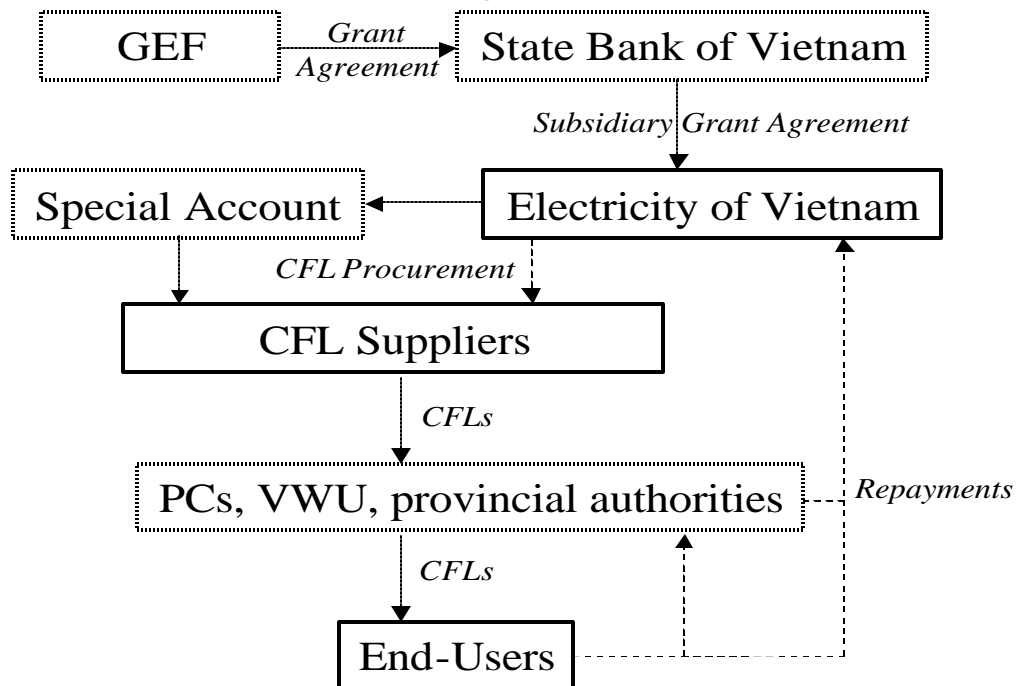 GEF
Grant
Agreement
State Bank of Vietnam
Subsidiary Grant Agreement
Special Account
Electricity of Vietnam
CFL Procurement
CFL Suppliers
CFLs
PCs, VWU, provincial authorities
Repayments
CFLs
End-Users